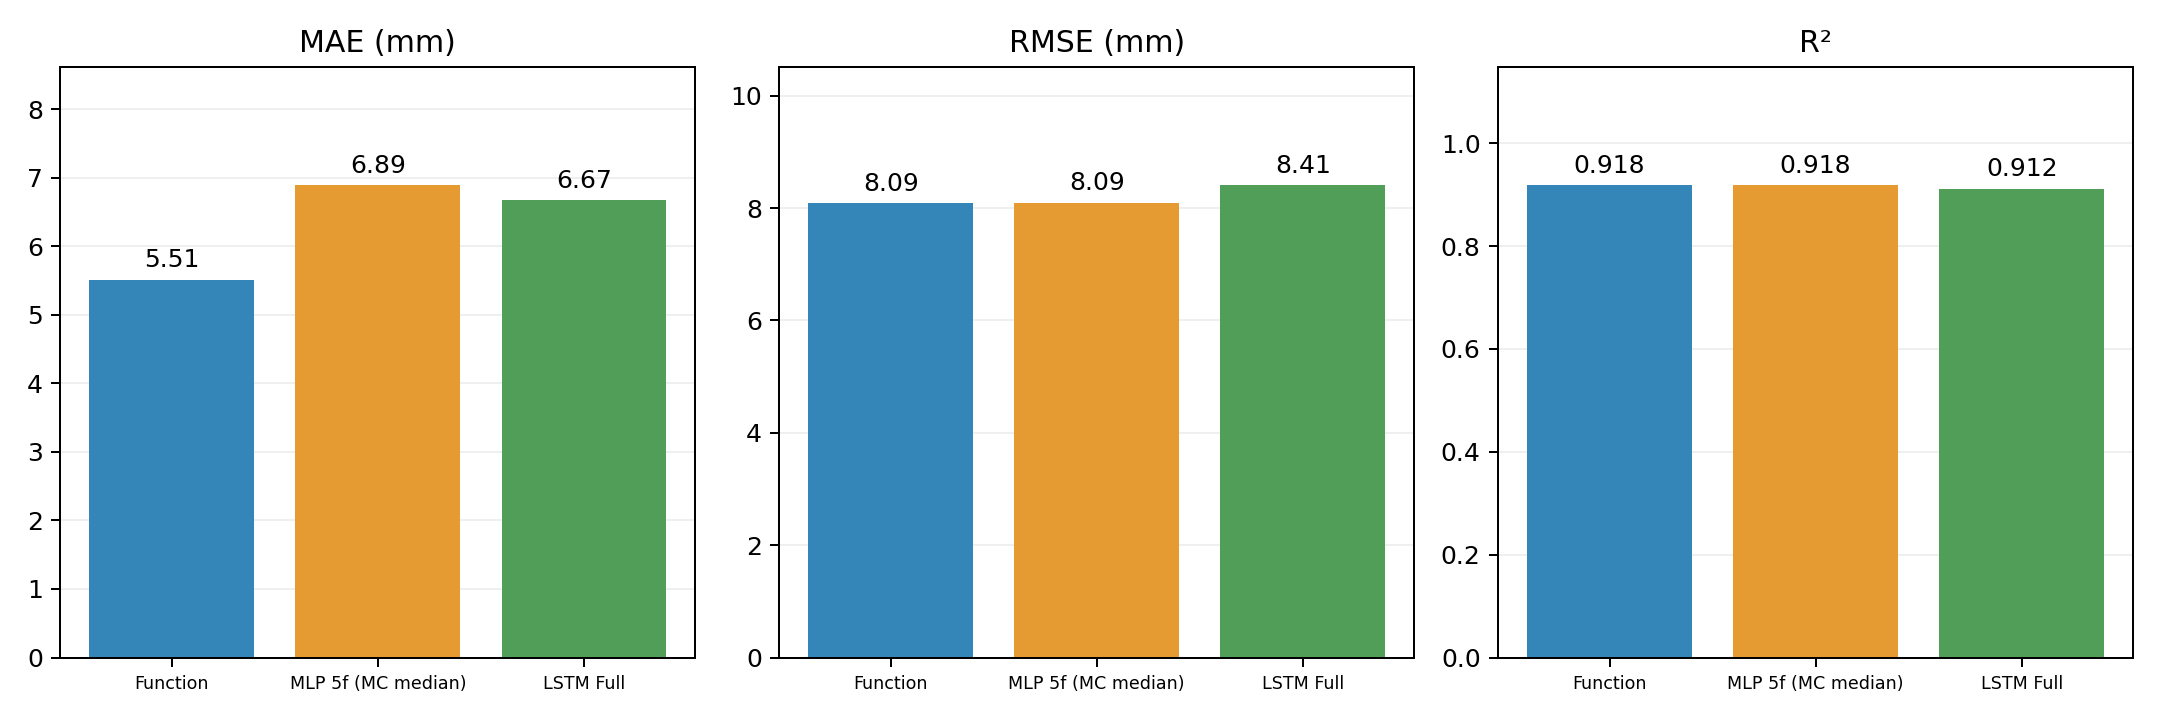 MAE (mm)
8
7
6
5
4
3
2
1
0
5.51
6.89
6.67
Function
MLP 5f (MC median)
LSTM Full
RMSE (mm)
10
8
6
4
2
0
8.09
8.09
8.41
Function
MLP 5f (MC median)
LSTM Full
R²
1.0
0.8
0.6
0.4
0.2
0.0
0.918
0.918
0.912
Function
MLP 5f (MC median)
LSTM Full